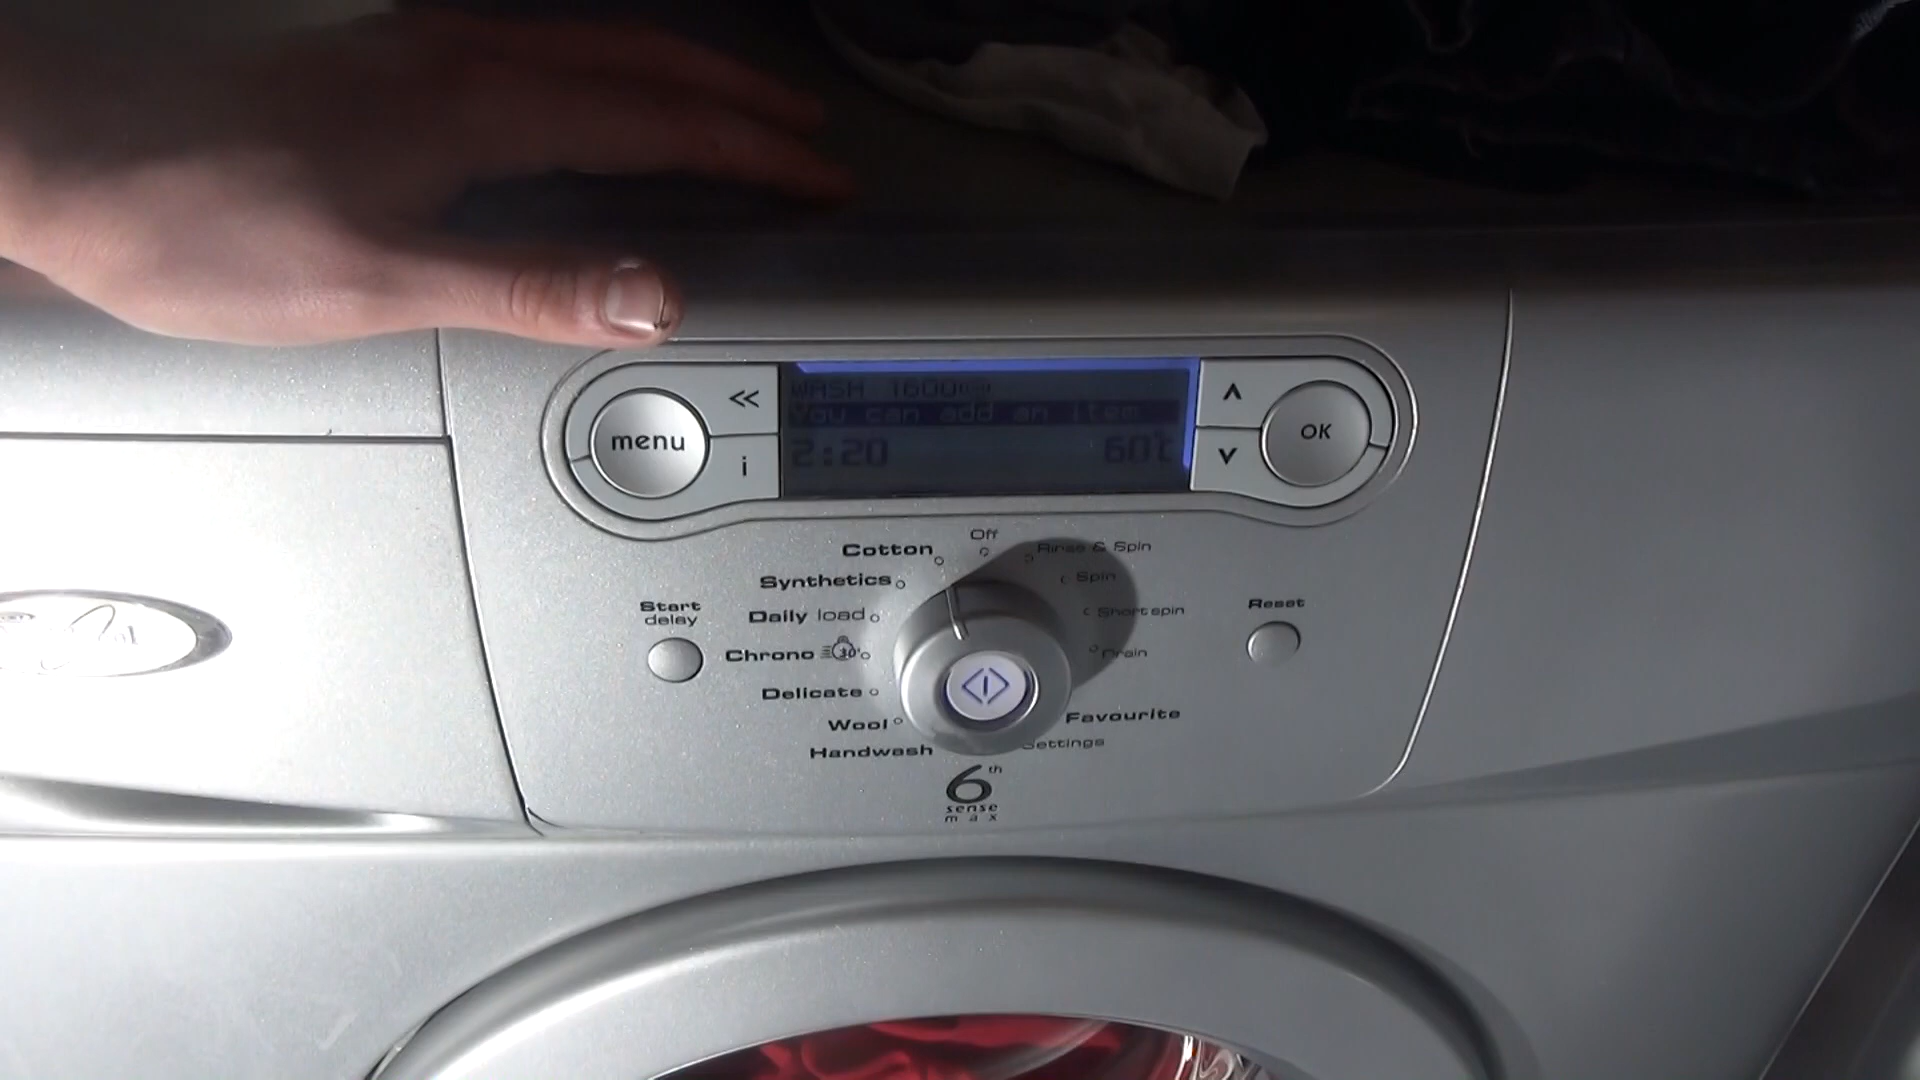 WASH 1600
You can add an item
2:20 60°C
menu
<<
i
^
v
OK
Off
Cotton
Synthetics
Daily load
Chrono 30'
Delicate
Wool
Handwash
Rinse & Spin
Spin
Short spin
Drain
Favourite
Settings
Start
delay
Reset
6th
sense
max